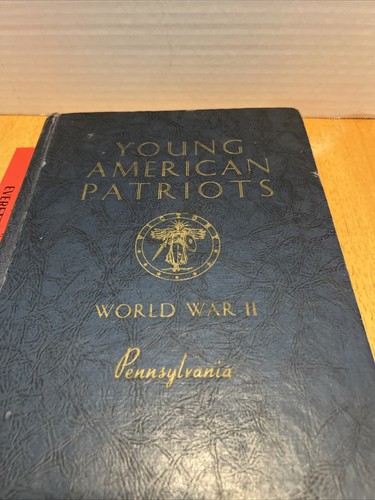 YOUNG
AMERICAN
PATRIOTS
WORLD WAR II
Pennsylvania